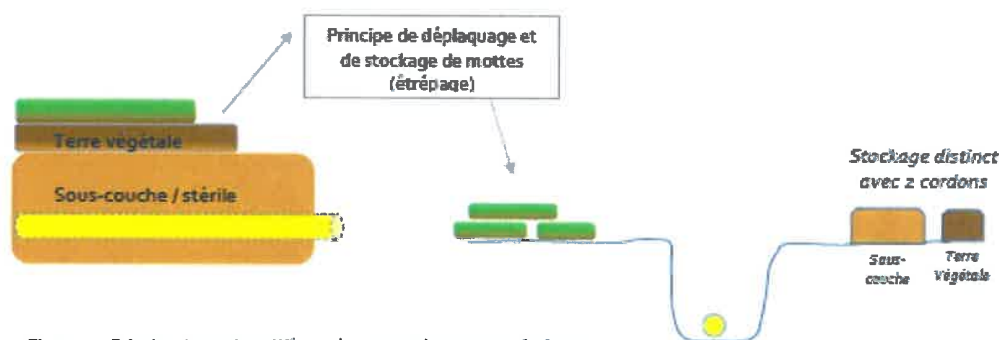 Principe de déplaquage et
de stockage de mottes
(étrépage)
Terre végétale
Sous-couche / stérile
Stockage distinct
avec 2 cordons
Sous-
couche
Terre
Végétale